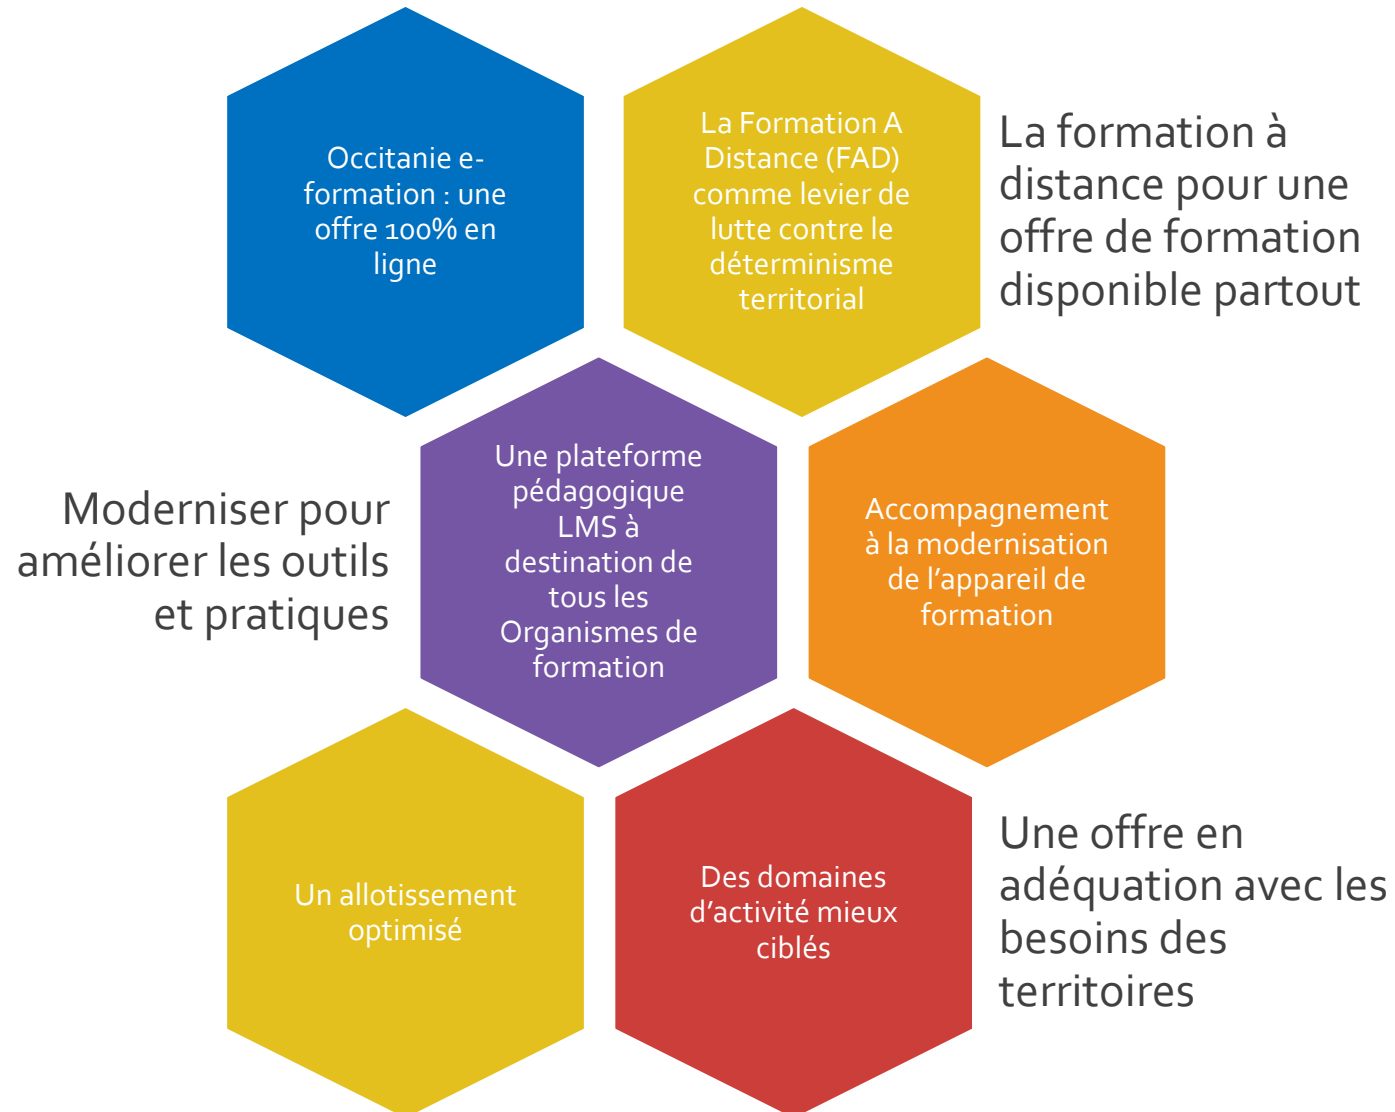 Occitanie e-
formation : une
offre 100% en
ligne
La Formation A
Distance (FAD)
comme levier de
lutte contre le
déterminisme
territorial
La formation à
distance pour une
offre de formation
disponible partout
Moderniser pour
améliorer les outils
et pratiques
Une plateforme
pédagogique
LMS à
destination de
tous les
Organismes de
formation
Accompagnement
à la modernisation
de l’appareil de
formation
Un allotissement
optimisé
Des domaines
d’activité mieux
ciblés
Une offre en
adéquation avec les
besoins des
territoires